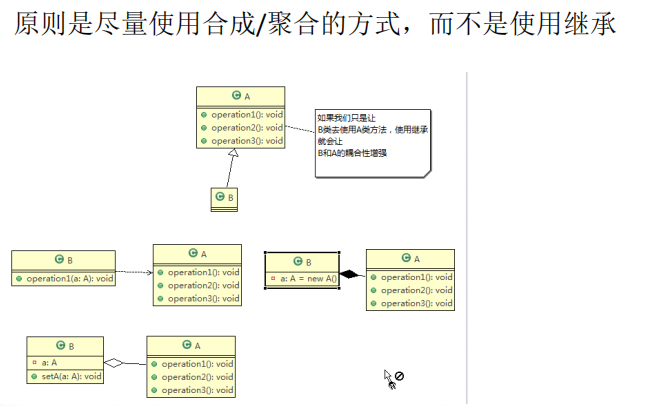 原则是尽量使用合成/聚合的方式，而不是使用继承
C A
operation1(): void
operation2(): void
operation3(): void
如果我们只是让
B类去使用A类方法，使用继承
就会让
B和A的耦合性增强
C B
C B
operation1(a: A): void
C A
operation1(): void
operation2(): void
operation3(): void
C B
a: A = new A()
C A
operation1(): void
operation2(): void
operation3(): void
C B
a: A
setA(a: A): void
C A
operation1(): void
operation2(): void
operation3(): void